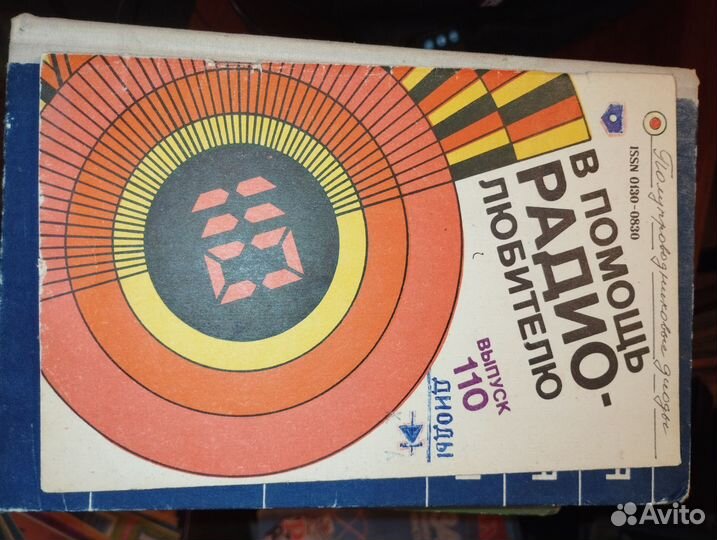 Полупроводниковые диоды
ISSN 0130-0830
В ПОМОЩЬ
РАДИО-
ЛЮБИТЕЛЮ
ВЫПУСК
110
ДИОДЫ
Avito